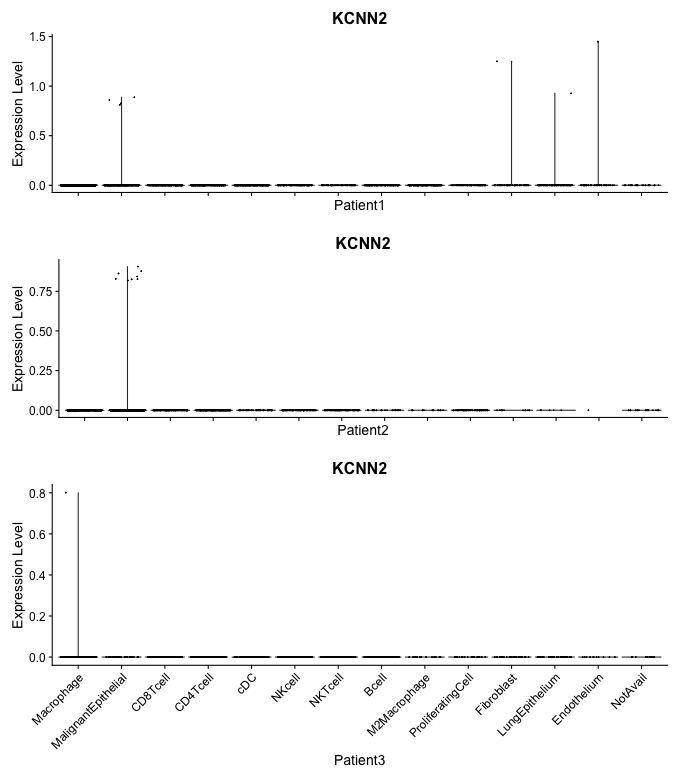 KCNN2
Expression Level
1.5
1.0
0.5
0.0
Patient1
KCNN2
Expression Level
0.75
0.50
0.25
0.00
Patient2
KCNN2
Expression Level
0.8
0.6
0.4
0.2
0.0
Macrophage
MalignantEpithelial
CD8Tcell
CD4Tcell
cDC
NKcell
NKTcell
Bcell
M2Macrophage
ProliferatingCell
Fibroblast
LungEpithelium
Endothelium
NotAvail
Patient3